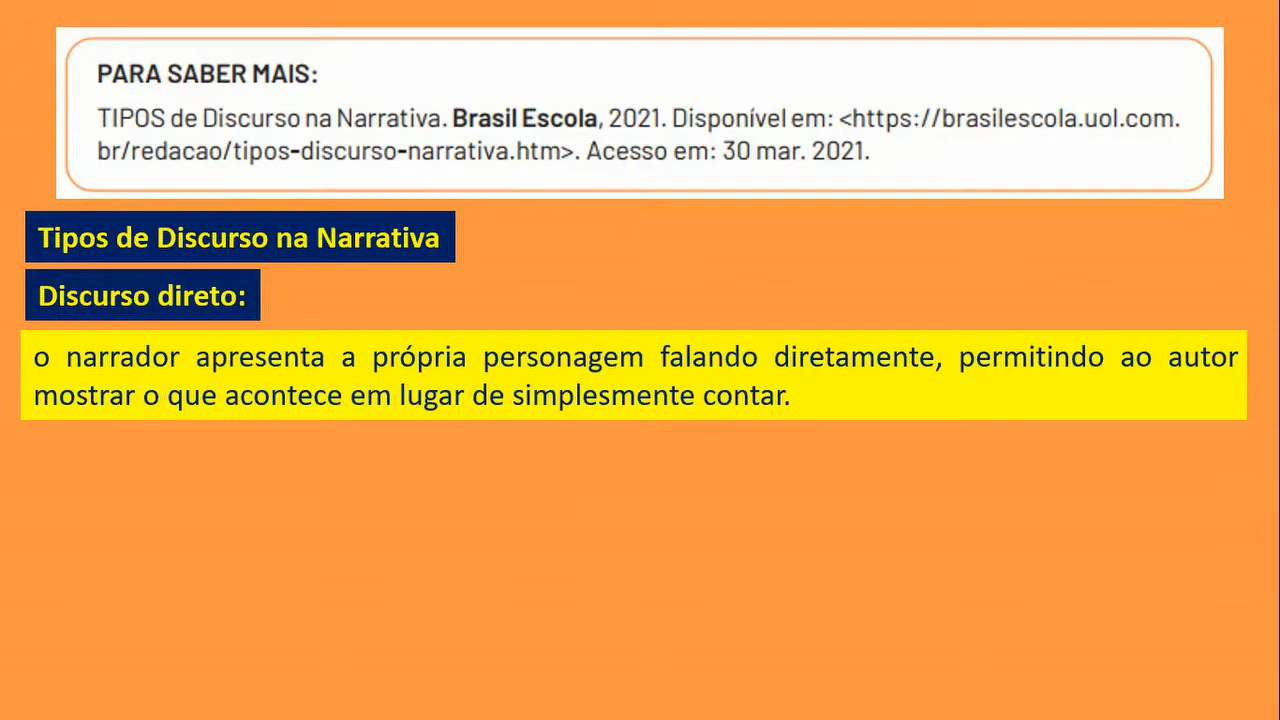 PARA SABER MAIS:
TIPOS de Discurso na Narrativa. Brasil Escola, 2021. Disponível em: <https://brasilescola.uol.com.
br/redacao/tipos-discurso-narrativa.htm>. Acesso em: 30 mar. 2021.
Tipos de Discurso na Narrativa
Discurso direto:
o narrador apresenta a própria personagem falando diretamente, permitindo ao autor
mostrar o que acontece em lugar de simplesmente contar.